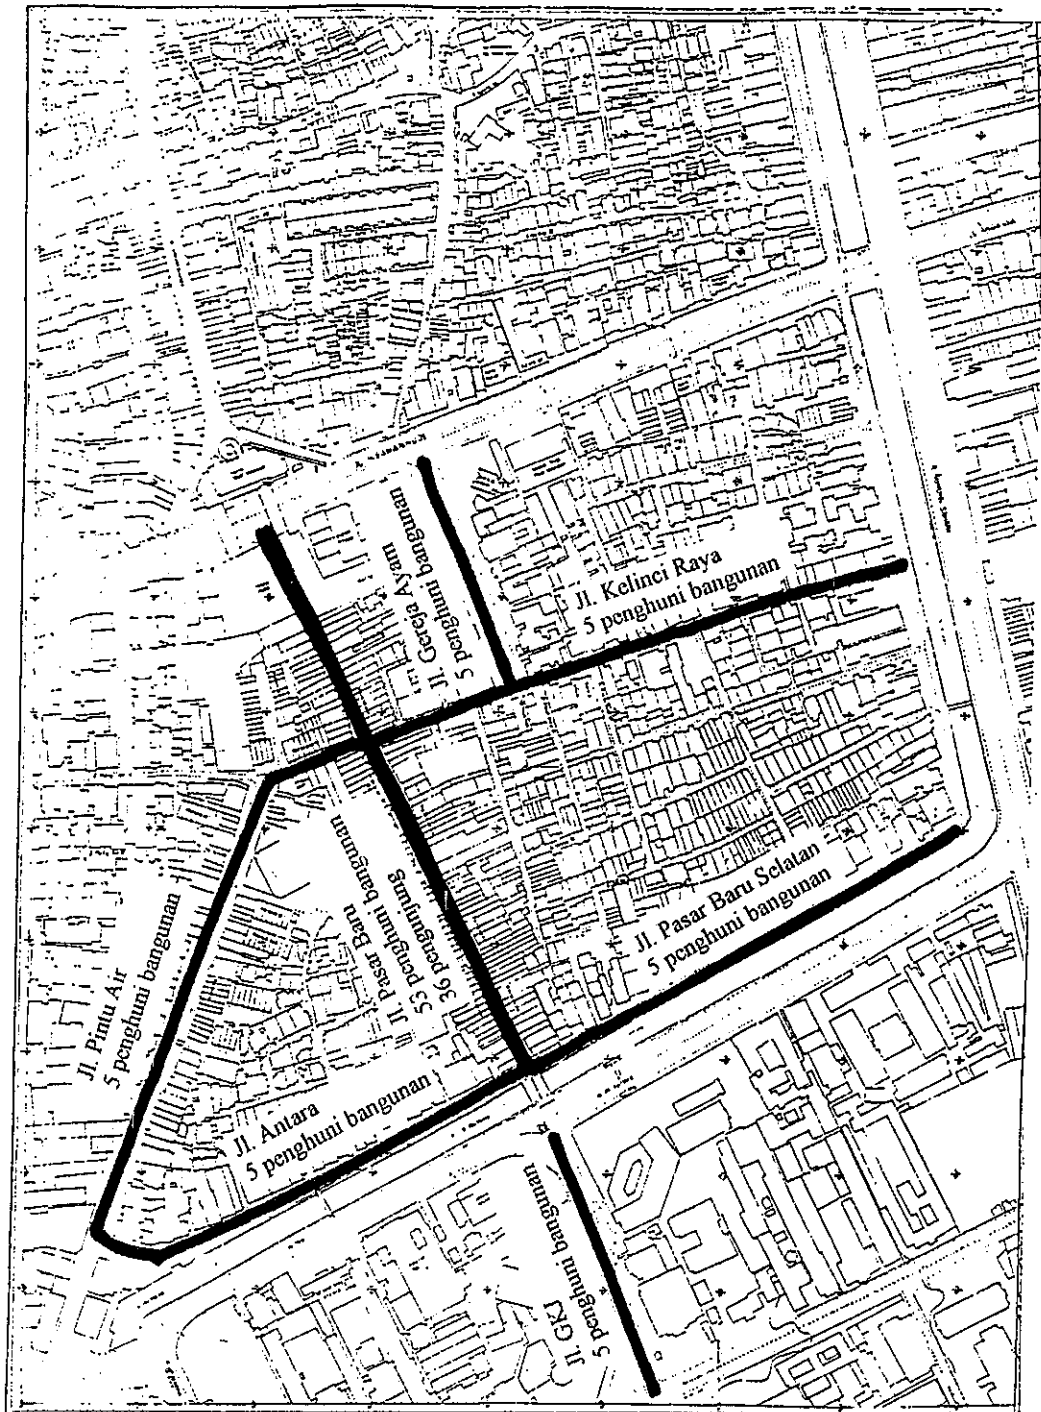 Jl. Gereja Ayam
5 penghuni bangunan
Jl. Kelinci Raya
5 penghuni bangunan
Jl. Pintu Air
5 penghuni bangunan
Jl. Pasar Baru
53 penghuni bangunan
36 pengunjung
Jl. Pasar Baru Selatan
5 penghuni bangunan
Jl. Antara
5 penghuni bangunan
Jl. GKJ
5 penghuni bangunan